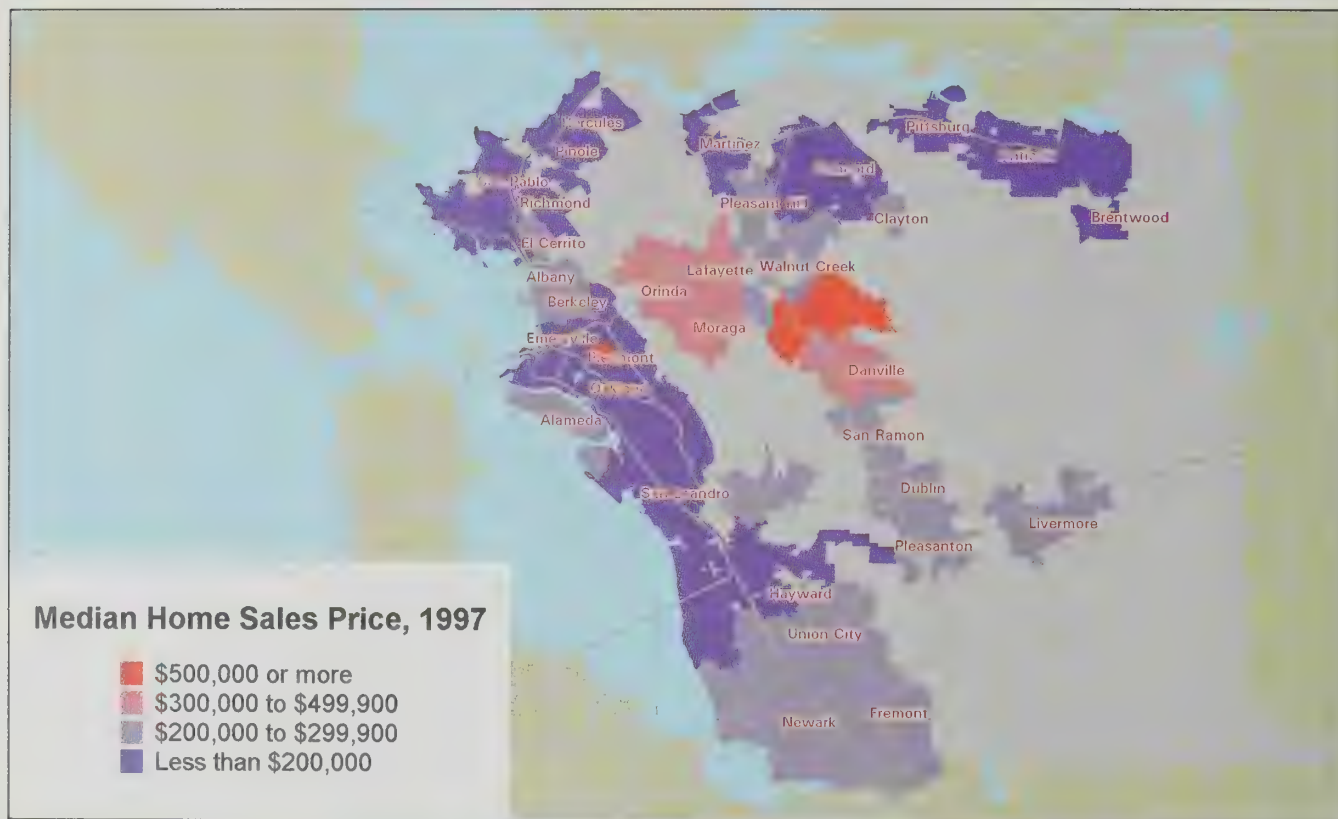 Pinole
Martinez
Pittsburg
Pablo
Richmond
Clayton
Brentwood
El Cerrito
Albany
Lafayette
Walnut Creek
Berkeley
Orinda
Moraga
Danville
Alameda
San Ramon
Dublin
Livermore
Pleasanton
Hayward
Union City
Newark
Fremont
Median Home Sales Price, 1997
$500,000 or more
$300,000 to $499,900
$200,000 to $299,900
Less than $200,000